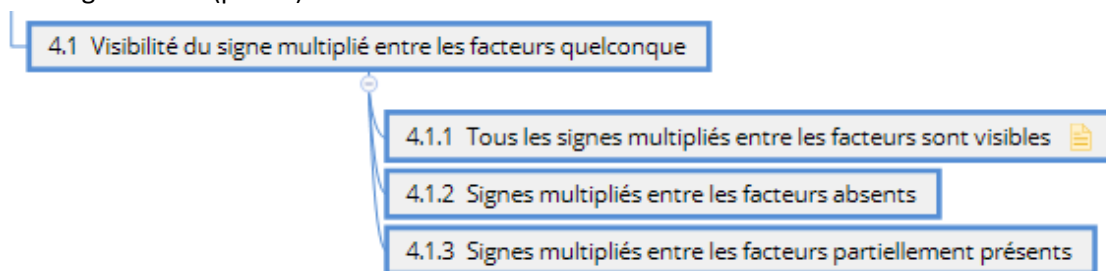 4.1 Visibilité du signe multiplié entre les facteurs quelconque
4.1.1 Tous les signes multipliés entre les facteurs sont visibles
4.1.2 Signes multipliés entre les facteurs absents
4.1.3 Signes multipliés entre les facteurs partiellement présents